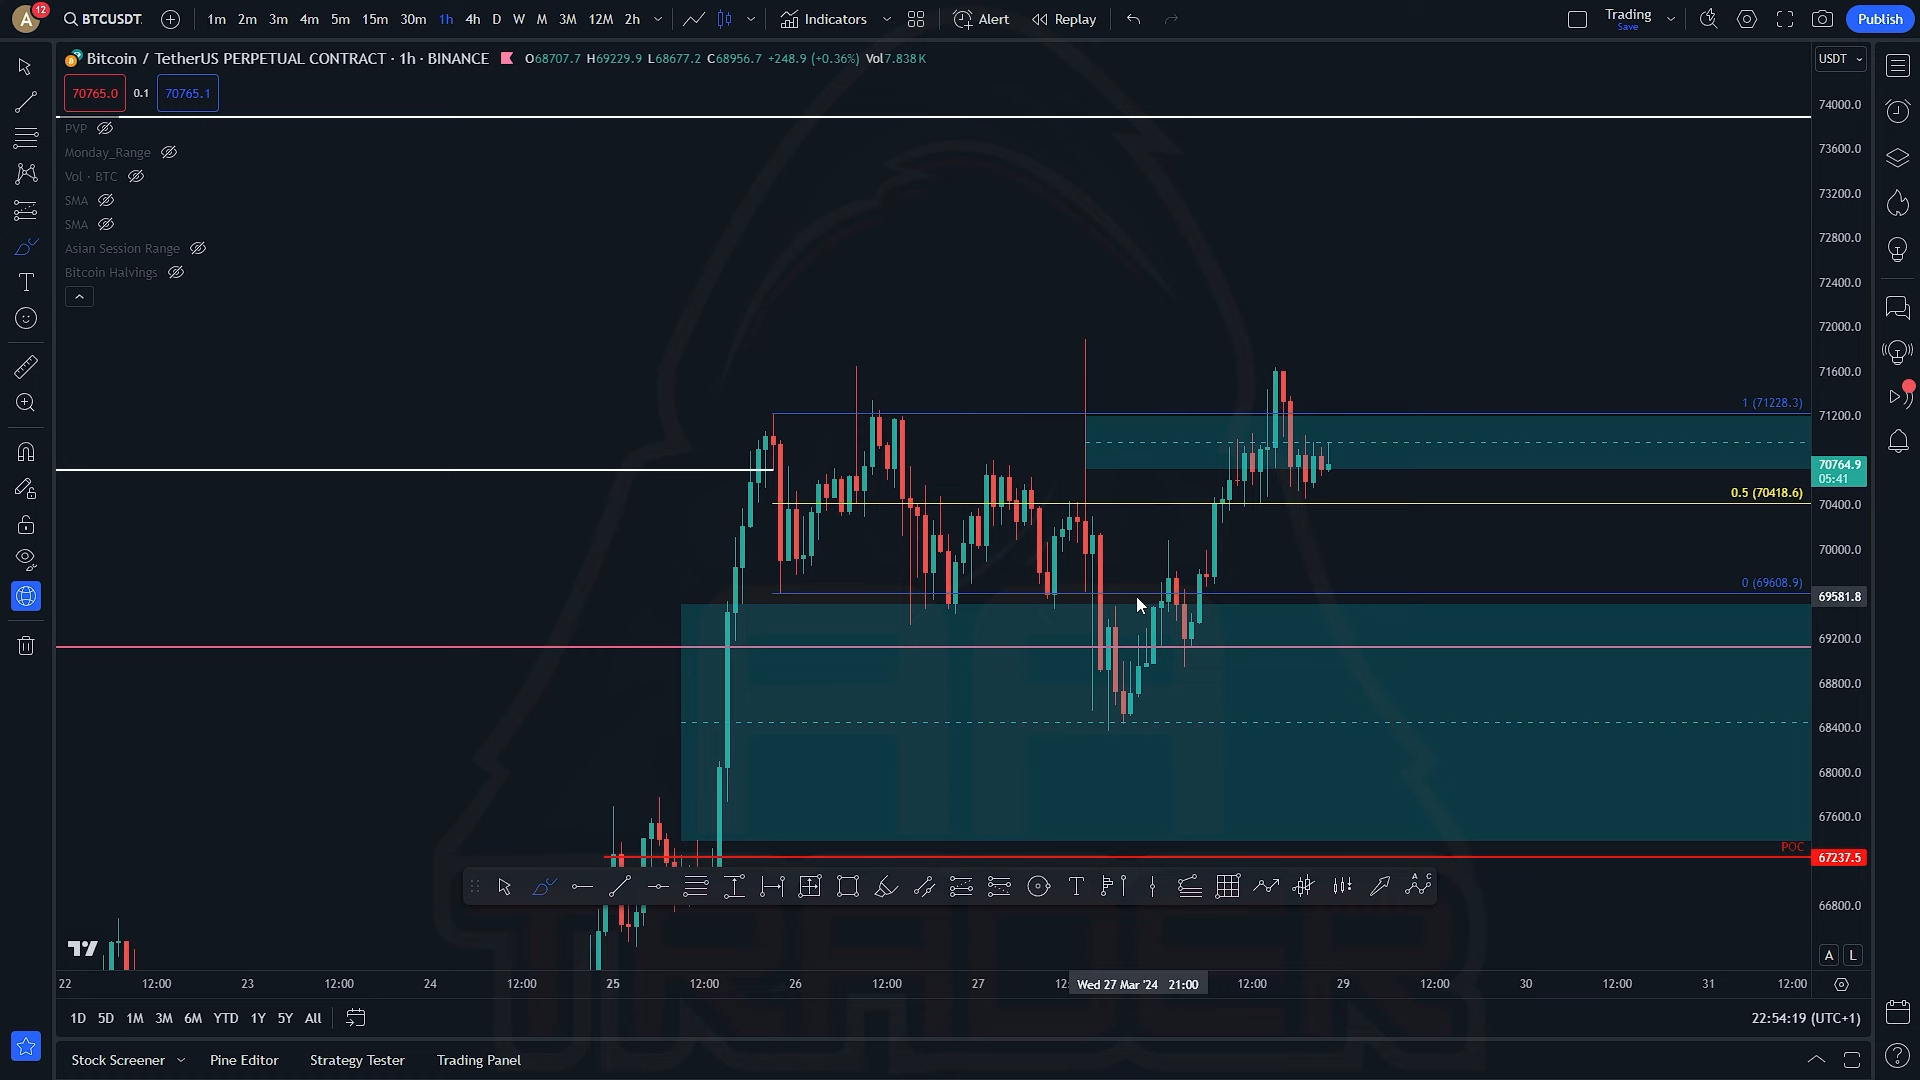 A 12 BTCUSDT. 1m 2m 3m 4m 5m 15m 30m 1h 4h D W M 3M 12M 2h Indicators Alert Replay Trading Save Publish
Bitcoin / TetherUS PERPETUAL CONTRACT · 1h · BINANCE O68707.7 H69229.9 L68677.2 C68956.7 +248.9 (+0.36%) Vol7.838K USDT
70765.0 0.1 70765.1
74000.0
PVP
Monday_Range
73600.0
Vol · BTC
73200.0
SMA
SMA
72800.0
Asian Session Range
Bitcoin Halvings
72400.0
72000.0
71600.0
1 (71228.3)
71200.0
70764.9
05:41
0.5 (70418.6)
70400.0
70000.0
0 (69608.9)
69581.8
69200.0
68800.0
68400.0
68000.0
67600.0
POC
67237.5
66800.0
A L
22 12:00 23 12:00 24 12:00 25 12:00 26 12:00 27 12: Wed 27 Mar '24 21:00 12:00 29 12:00 30 12:00 31 12:00
1D 5D 1M 3M 6M YTD 1Y 5Y All 22:54:19 (UTC+1)
Stock Screener Pine Editor Strategy Tester Trading Panel
TRADER